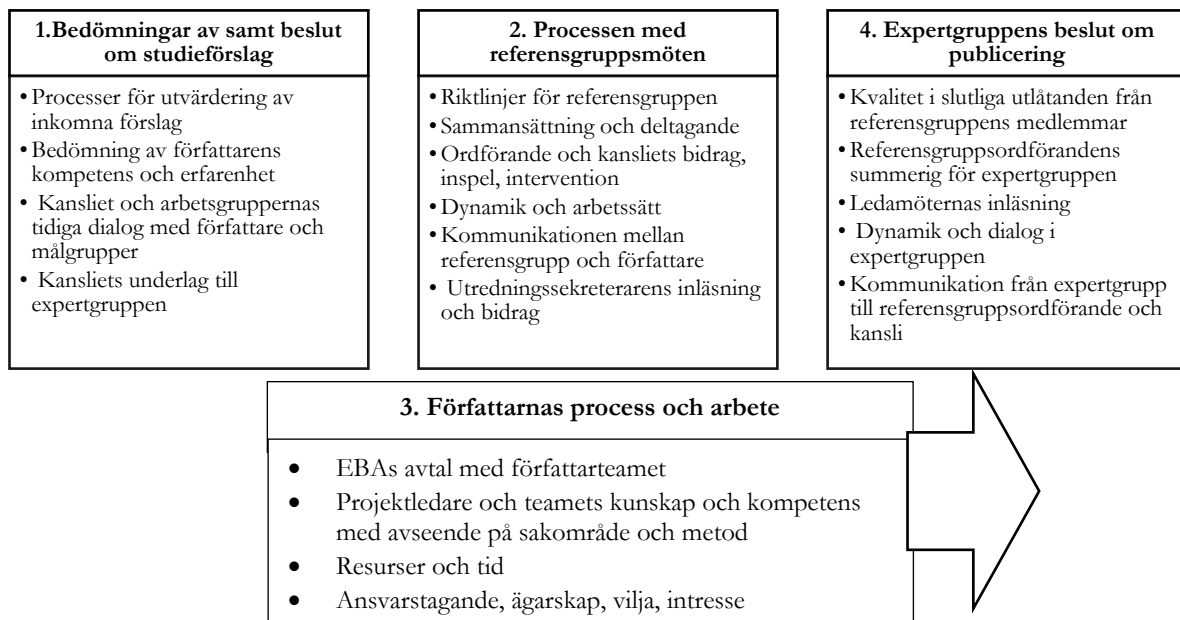 1.Bedömningar av samt beslut
om studieförslag
• Processer för utvärdering av
inkomna förslag
• Bedömning av författarens
kompetens och erfarenhet
• Kansliet och arbetsgruppernas
tidiga dialog med författare och
målgrupper
• Kansliets underlag till
expertgruppen
2. Processen med
referensgruppsmöten
• Riktlinjer för referensgruppen
• Sammansättning och deltagande
• Ordförande och kansliets bidrag,
inspel, intervention
• Dynamik och arbetssätt
• Kommunikationen mellan
referensgrupp och författare
• Utredningssekreterarens inläsning
och bidrag
4. Expertgruppens beslut om
publicering
• Kvalitet i slutliga utlåtanden från
referensgruppens medlemmar
• Referensgruppsordförandens
summerig för expertgruppen
• Ledamöternas inläsning
• Dynamik och dialog i
expertgruppen
• Kommunikation från expertgrupp
till referensgruppsordförande och
kansli
3. Författarnas process och arbete
• EBAs avtal med författarteamet
• Projektledare och teamets kunskap och kompetens
med avseende på sakområde och metod
• Resurser och tid
• Ansvarstagande, ägarskap, vilja, intresse